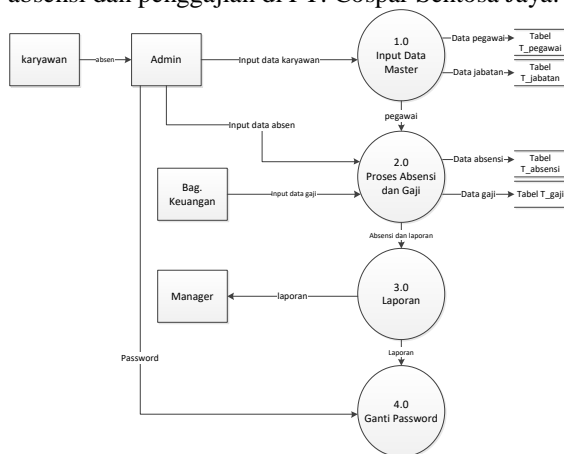 absensi dan penggajian di PT. Cospar Sentosa Jaya.
karyawan
absen
Admin
Input data karyawan
1.0
Input Data
Master
Data pegawai
Tabel
T_pegawai
Data jabatan
Tabel
T_jabatan
pegawai
Input data absen
Bag.
Keuangan
Input data gaji
2.0
Proses Absensi
dan Gaji
Data absensi
Tabel
T_absensi
Data gaji
Tabel T_gaji
Absensi dan laporan
Manager
laporan
3.0
Laporan
Password
Laporan
4.0
Ganti Password